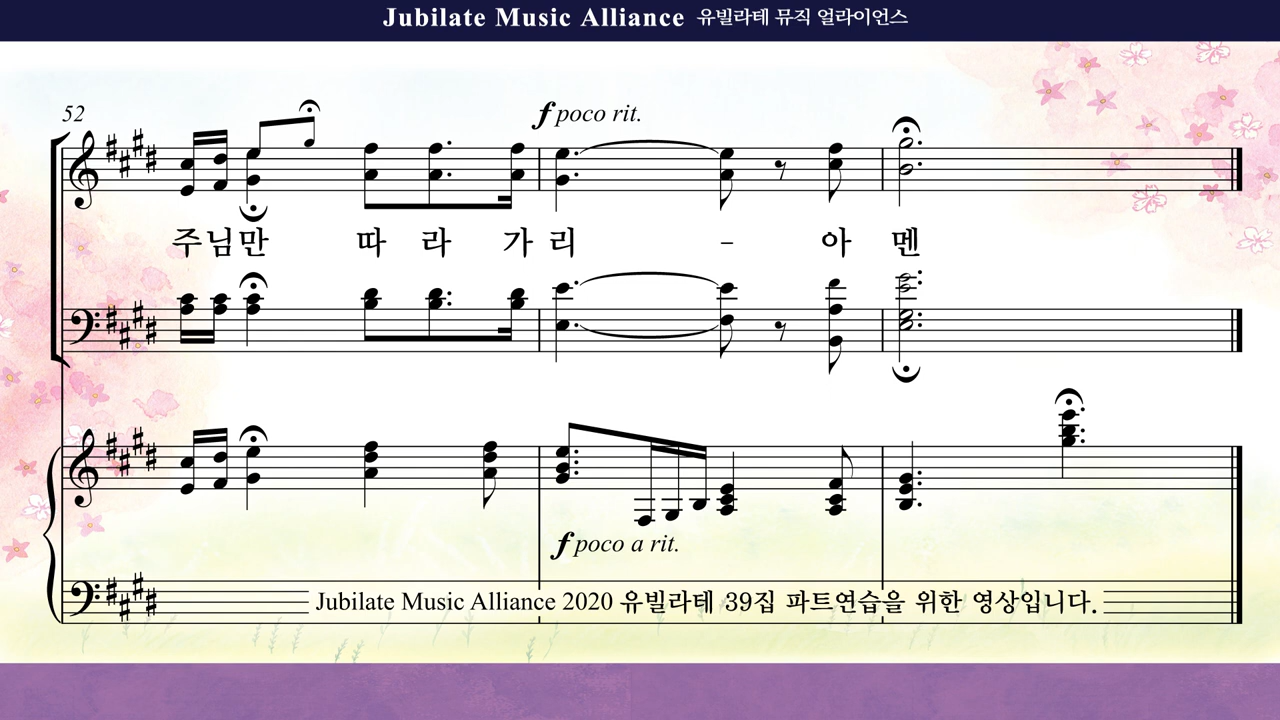 Jubilate Music Alliance 유빌라테 뮤직 얼라이언스
52
f poco rit.
주님만 따 라 가 리 - 아 멘
f poco a rit.
Jubilate Music Alliance 2020 유빌라테 39집 파트연습을 위한 영상입니다.